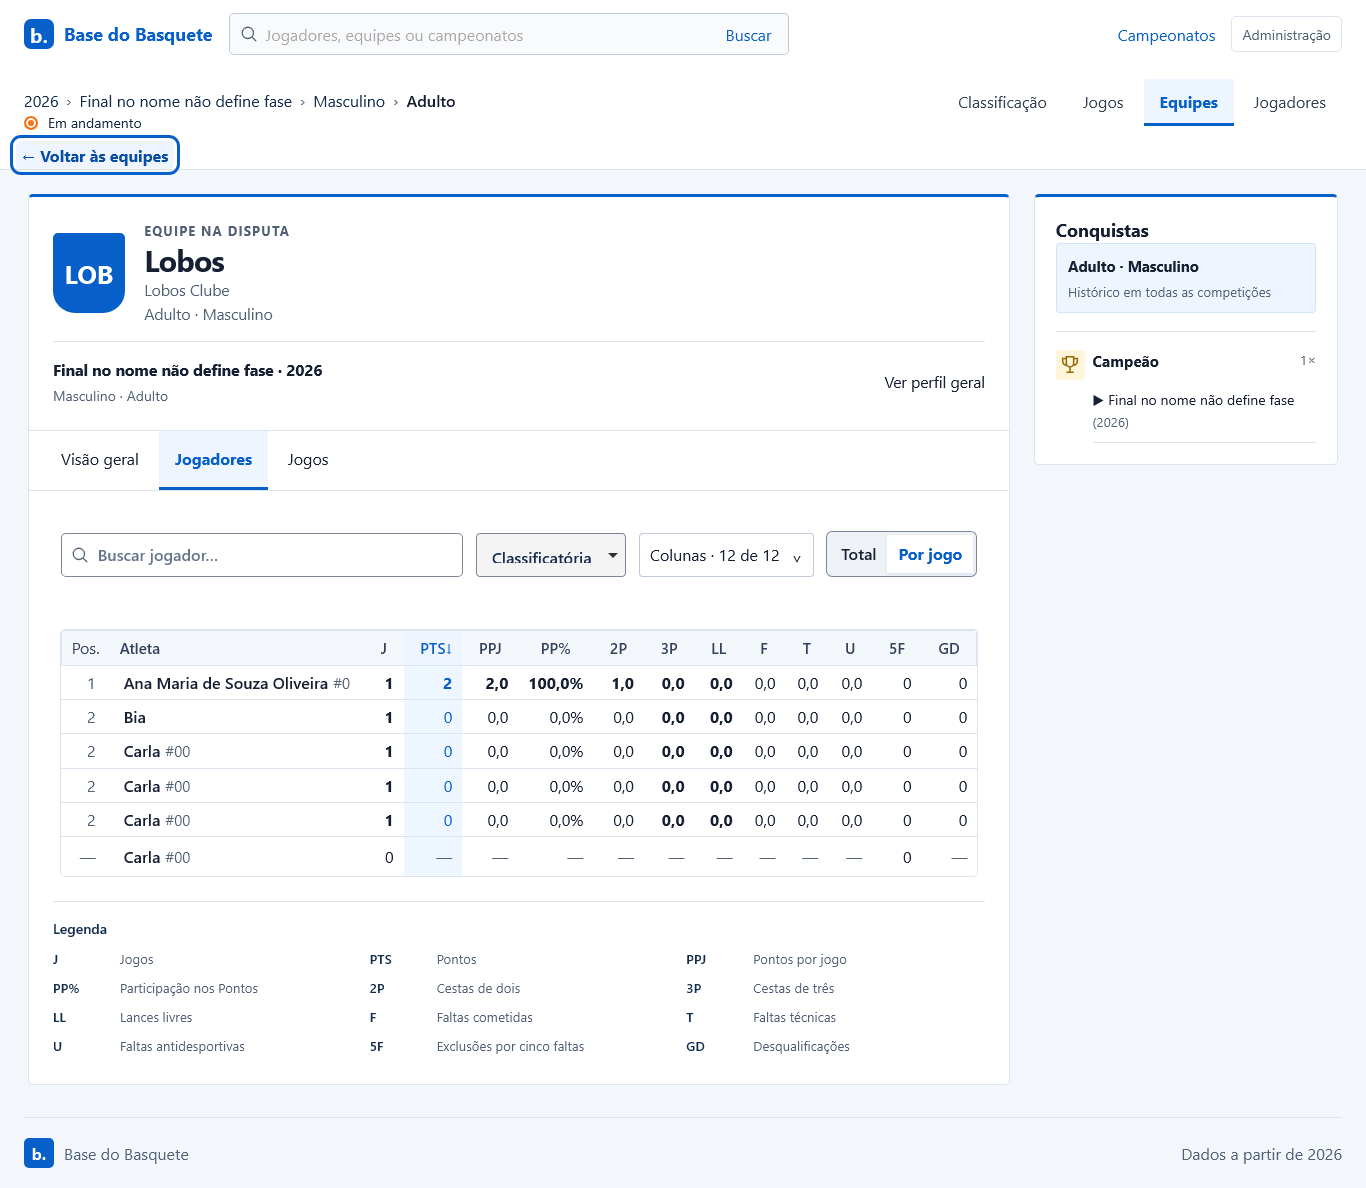 b. Base do Basquete
Jogadores, equipes ou campeonatos
Buscar
Campeonatos
Administração
2026 › Final no nome não define fase › Masculino › Adulto
Em andamento
Classificação
Jogos
Equipes
Jogadores
← Voltar às equipes
LOB
EQUIPE NA DISPUTA
Lobos
Lobos Clube
Adulto · Masculino
Final no nome não define fase · 2026
Masculino · Adulto
Ver perfil geral
Visão geral
Jogadores
Jogos
Buscar jogador...
Classificatória
Colunas · 12 de 12 v
Total
Por jogo
Pos. Atleta J PTS↓ PPJ PP% 2P 3P LL F T U 5F GD
1 Ana Maria de Souza Oliveira #0 1 2 2,0 100,0% 1,0 0,0 0,0 0,0 0,0 0,0 0 0
2 Bia 1 0 0,0 0,0% 0,0 0,0 0,0 0,0 0,0 0,0 0 0
2 Carla #00 1 0 0,0 0,0% 0,0 0,0 0,0 0,0 0,0 0,0 0 0
2 Carla #00 1 0 0,0 0,0% 0,0 0,0 0,0 0,0 0,0 0,0 0 0
2 Carla #00 1 0 0,0 0,0% 0,0 0,0 0,0 0,0 0,0 0,0 0 0
— Carla #00 0 — — — — — — — — — 0 —
Legenda
J Jogos PTS Pontos PPJ Pontos por jogo
PP% Participação nos Pontos 2P Cestas de dois 3P Cestas de três
LL Lances livres F Faltas cometidas T Faltas técnicas
U Faltas antidesportivas 5F Exclusões por cinco faltas GD Desqualificações
Conquistas
Adulto · Masculino
Histórico em todas as competições
Campeão 1×
▶ Final no nome não define fase
(2026)
b. Base do Basquete
Dados a partir de 2026